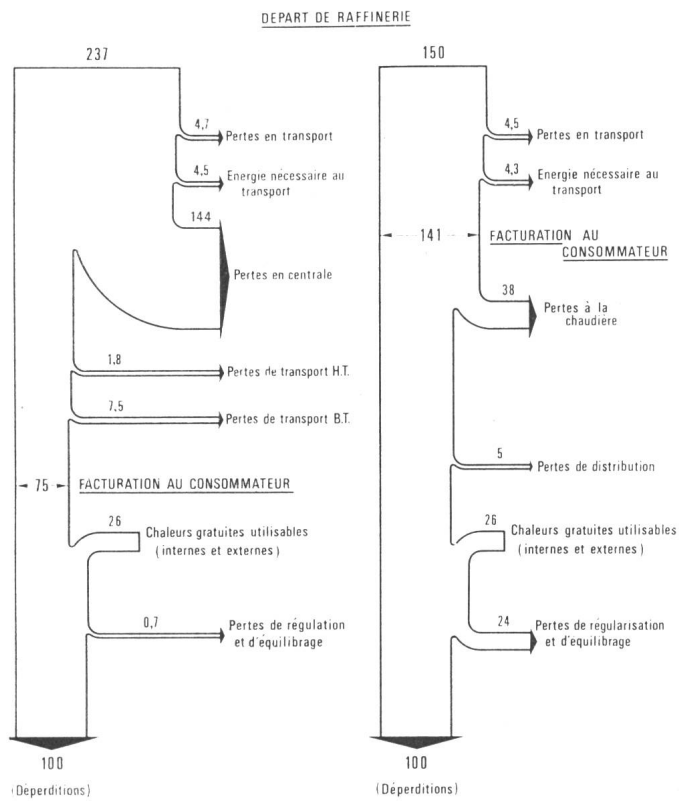 DEPART DE RAFFINERIE
237
4,7
Pertes en transport
4,5
Energie nécessaire au
transport
144
Pertes en centrale
1,8
Pertes de transport H.T.
7,5
Pertes de transport B.T.
75
FACTURATION AU CONSOMMATEUR
26
Chaleurs gratuites utilisables
(internes et externes)
0,7
Pertes de régulation
et d'équilibrage
100
(Déperditions)
150
4,5
Pertes en transport
4,3
Energie nécessaire au
transport
141
FACTURATION AU
CONSOMMATEUR
38
Pertes à la
chaudière
5
Pertes de distribution
26
Chaleurs gratuites utilisables
(internes et externes)
24
Pertes de régularisation
et d'equilibrage
100
(Déperditions)